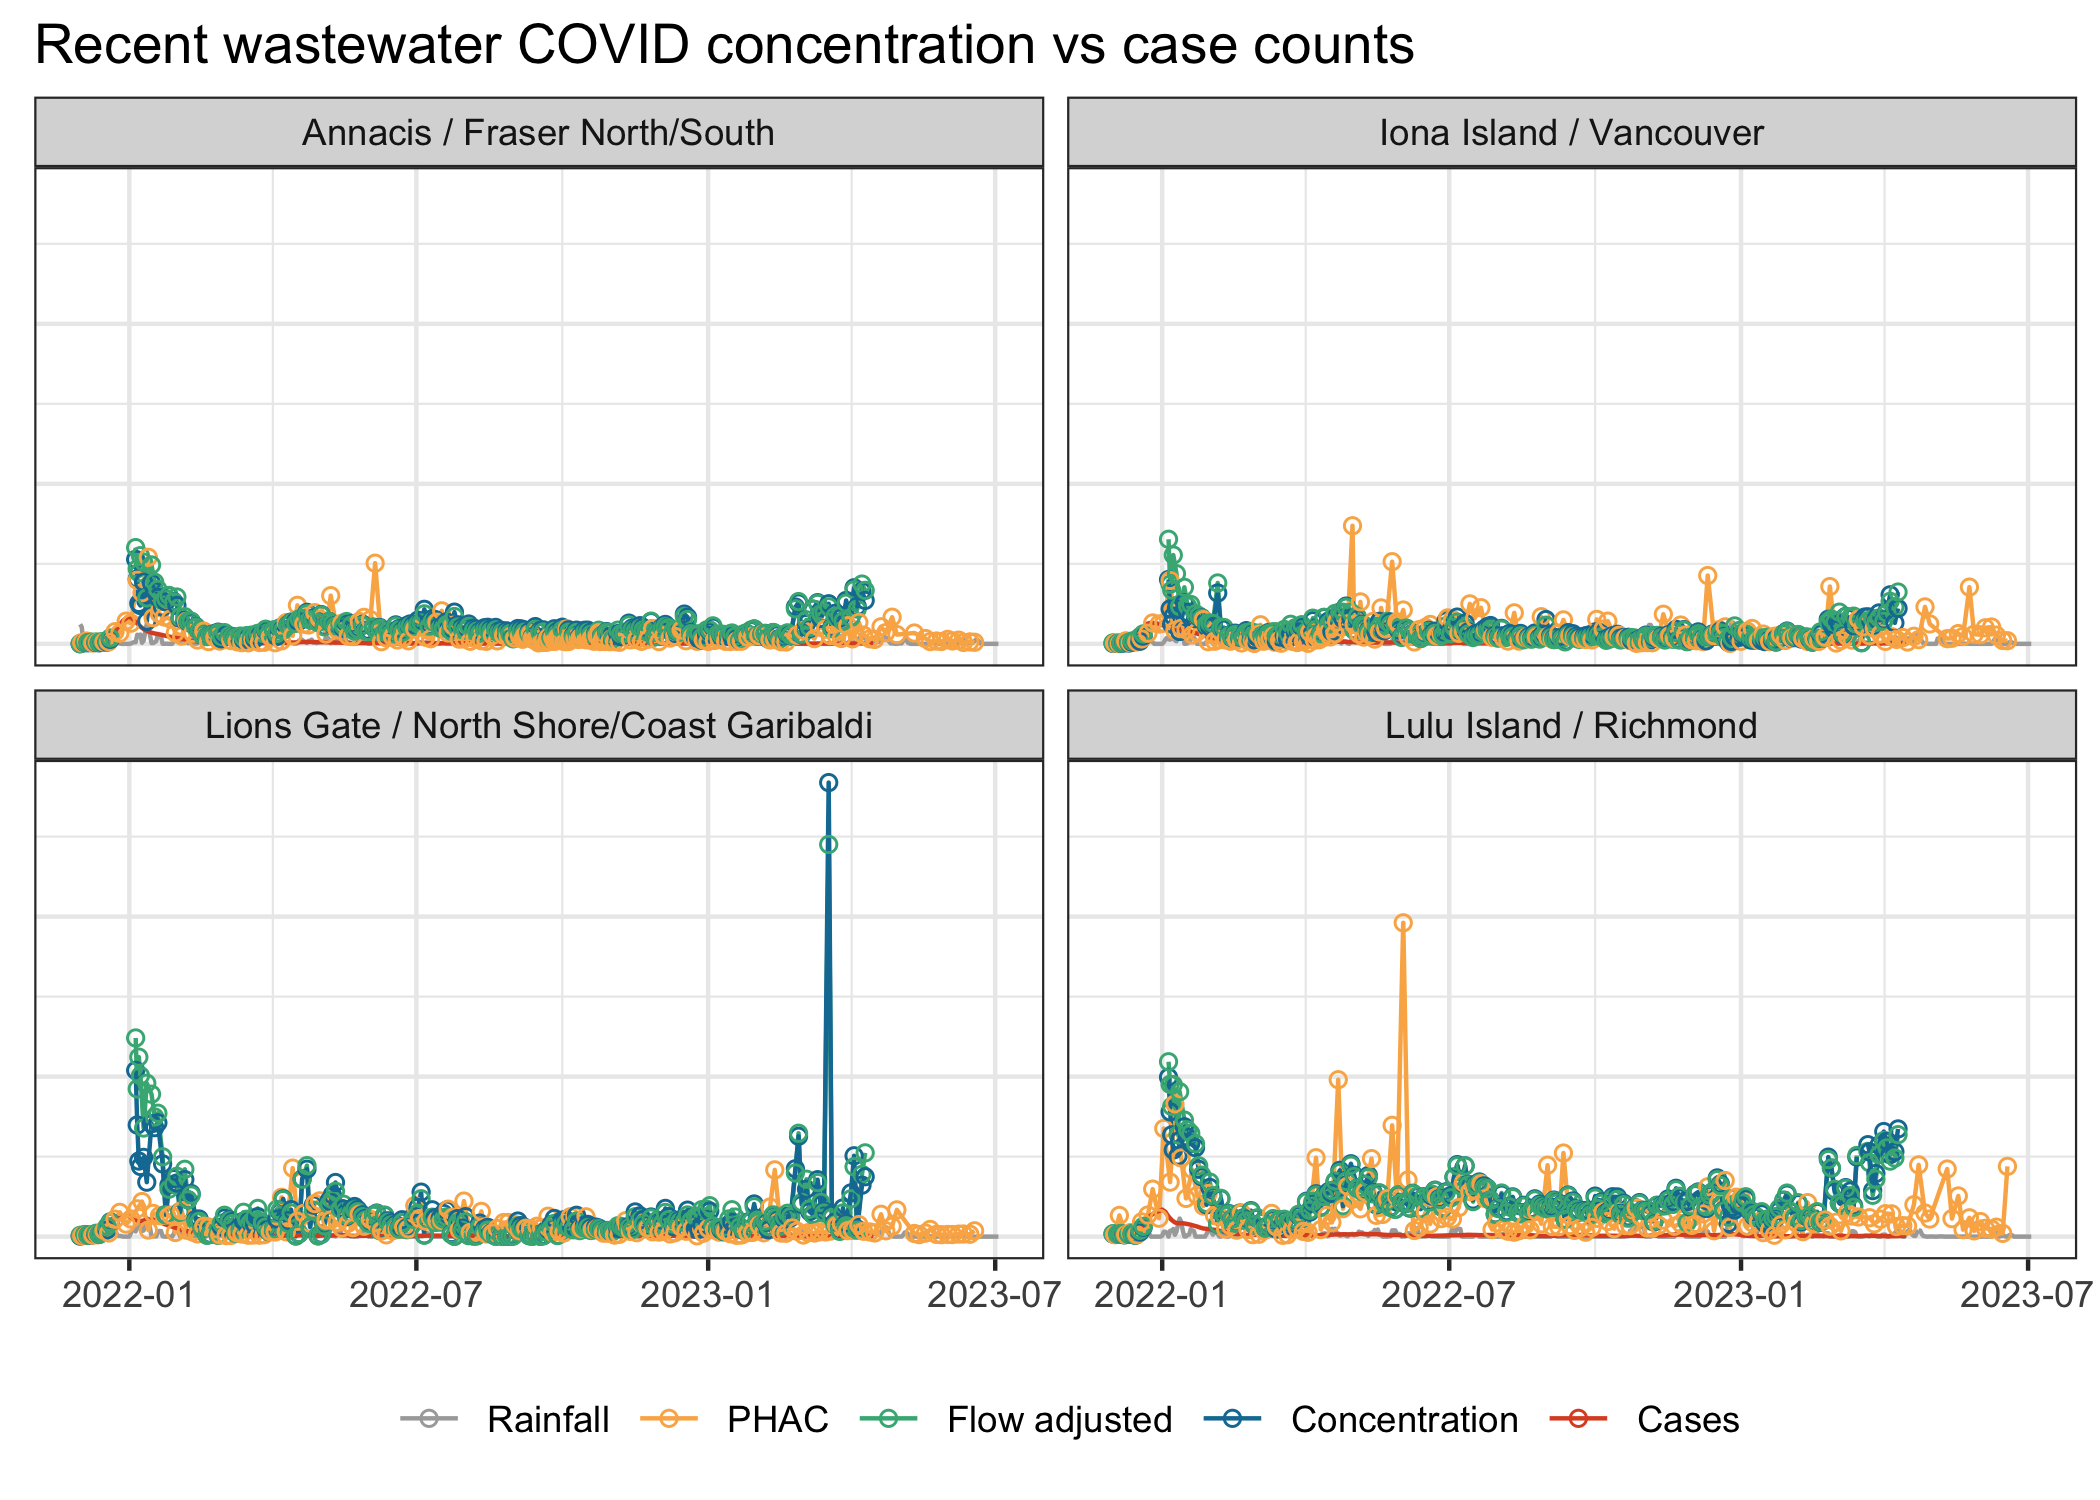 Recent wastewater COVID concentration vs case counts
Annacis / Fraser North/South
Iona Island / Vancouver
Lions Gate / North Shore/Coast Garibaldi
Lulu Island / Richmond
2022-01 2022-07 2023-01 2023-07 2022-01 2022-07 2023-01 2023-07
Rainfall PHAC Flow adjusted Concentration Cases